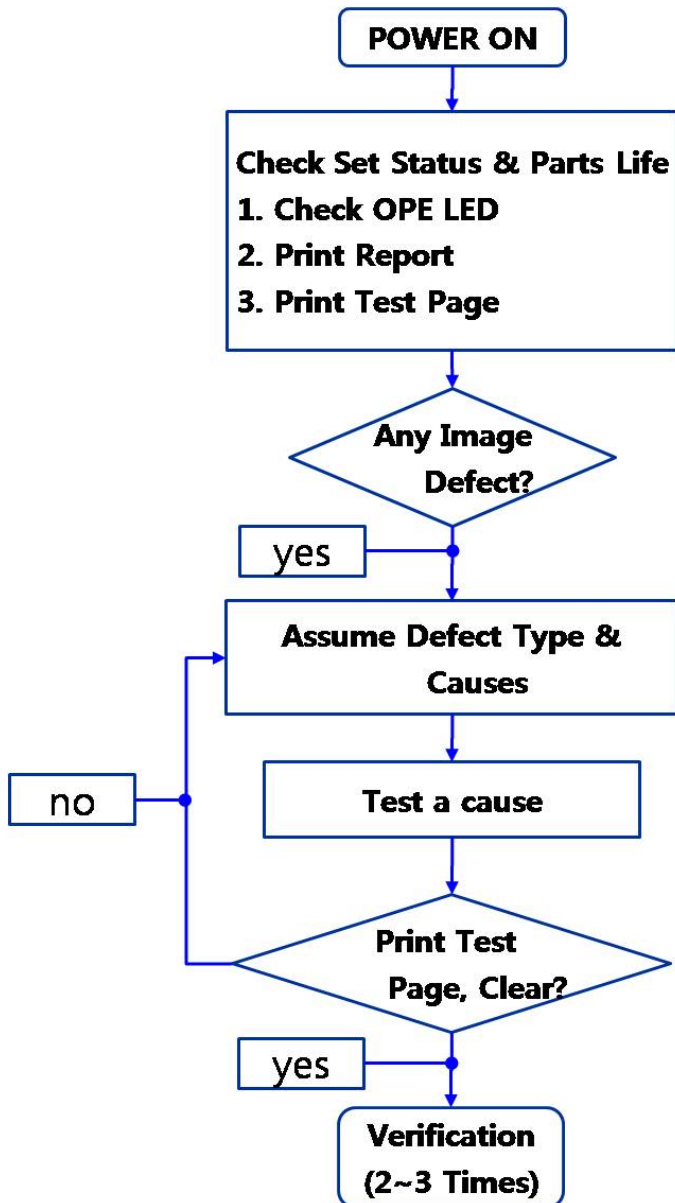 POWER ON
Check Set Status & Parts Life
1. Check OPE LED
2. Print Report
3. Print Test Page
Any Image
Defect?
yes
Assume Defect Type &
Causes
no
Test a cause
Print Test
Page, Clear?
yes
Verification
(2~3 Times)